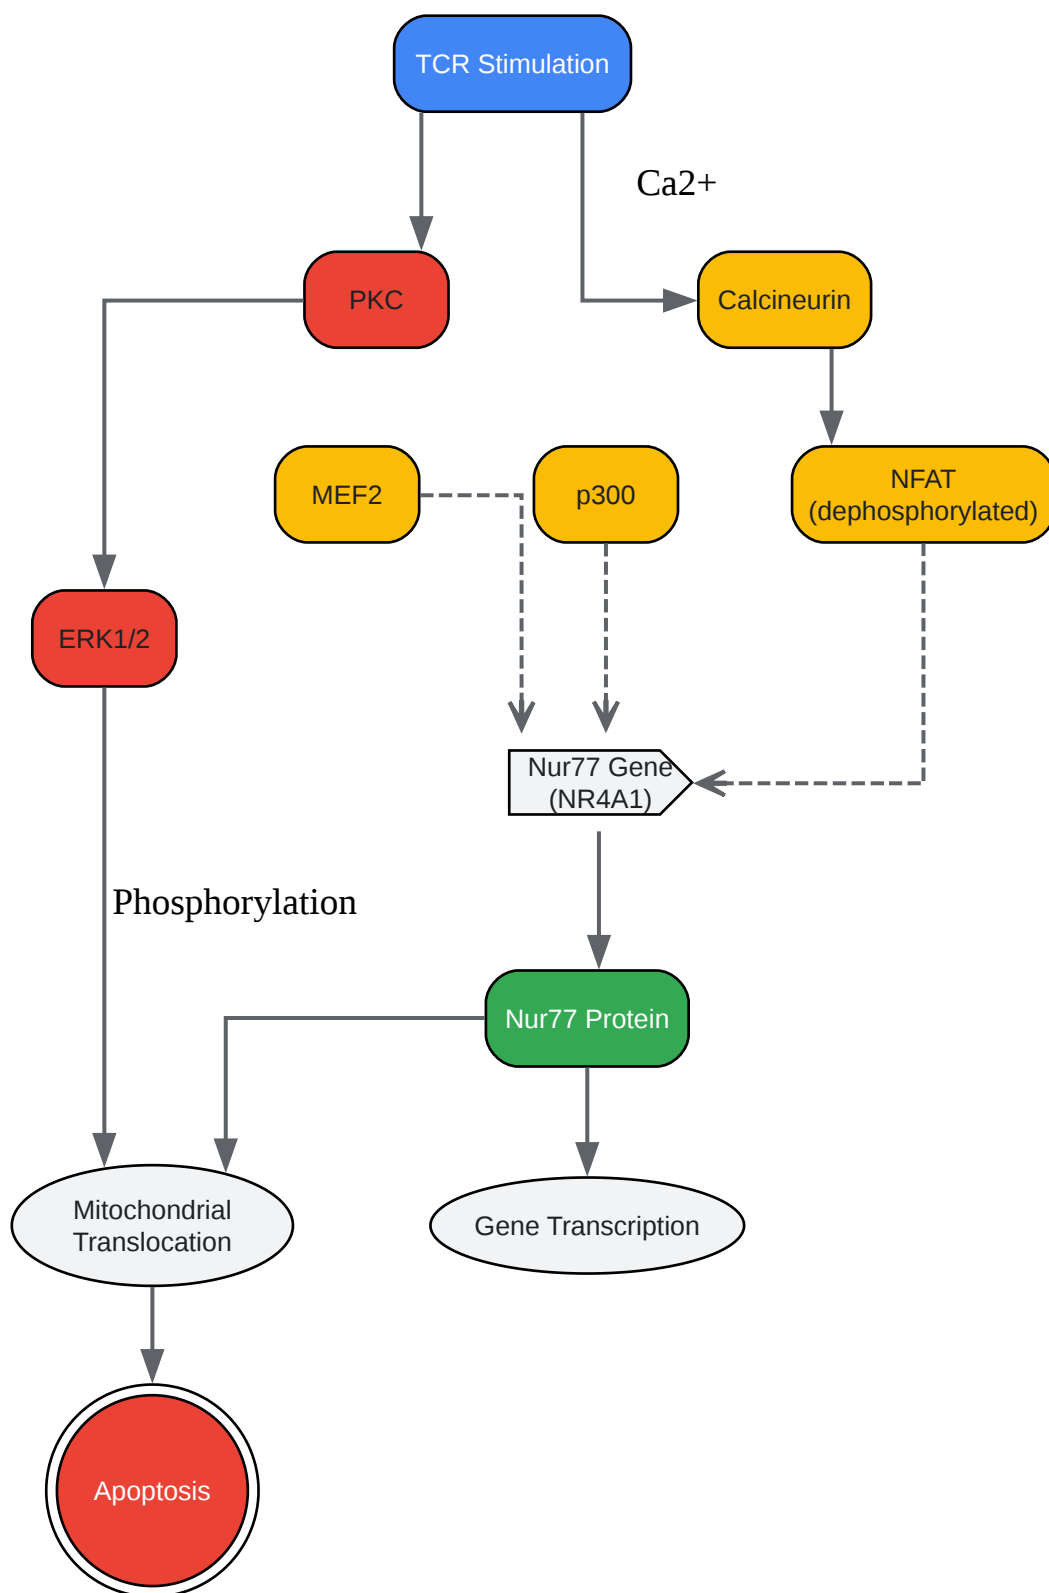 TCR Stimulation
Ca2+
PKC
Calcineurin
MEF2
p300
NFAT
(dephosphorylated)
ERK1/2
Nur77 Gene
(NR4A1)
Phosphorylation
Nur77 Protein
Mitochondrial
Translocation
Gene Transcription
Apoptosis